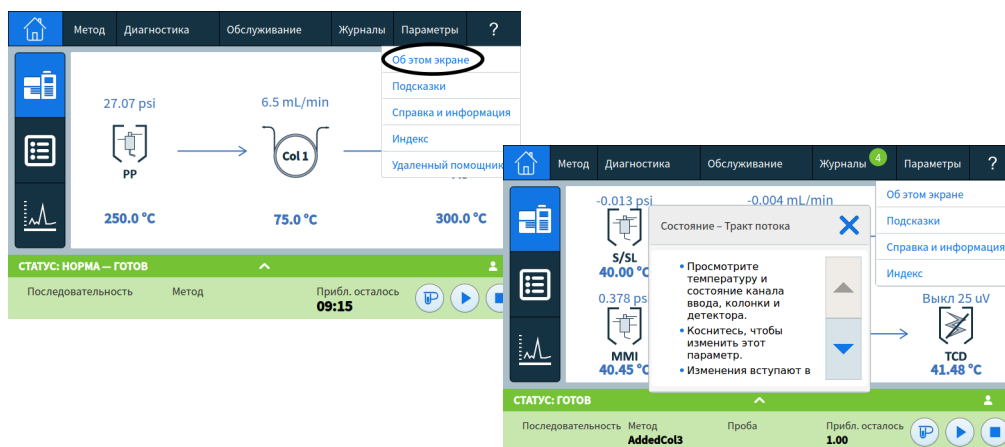 Метод Диагностика Обслуживание Журналы Параметры ?
Об этом экране
Подсказки
Справка и информация
Индекс
Удаленный помощник
27.07 psi 6.5 mL/min
Col 1
PP
250.0 °C 75.0 °C 300.0 °C
СТАТУС: НОРМА — ГОТОВ
Последовательность Метод Прибл. осталось
09:15
Метод Диагностика Обслуживание Журналы 4 Параметры ?
Об этом экране
Подсказки
Справка и информация
Индекс
-0.013 psi -0.004 mL/min
S/SL
40.00 °C
0.378 ps
MMI
40.45 °C
Состояние – Тракт потока
• Просмотрите
температуру и
состояние канала
ввода, колонки и
детектора.
• Коснитесь, чтобы
изменить этот
параметр.
• Изменения вступают в
Выкл 25 uV
TCD
41.48 °C
СТАТУС: ГОТОВ
Последовательность Метод Проба Прибл. осталось
AddedCol3 1.00